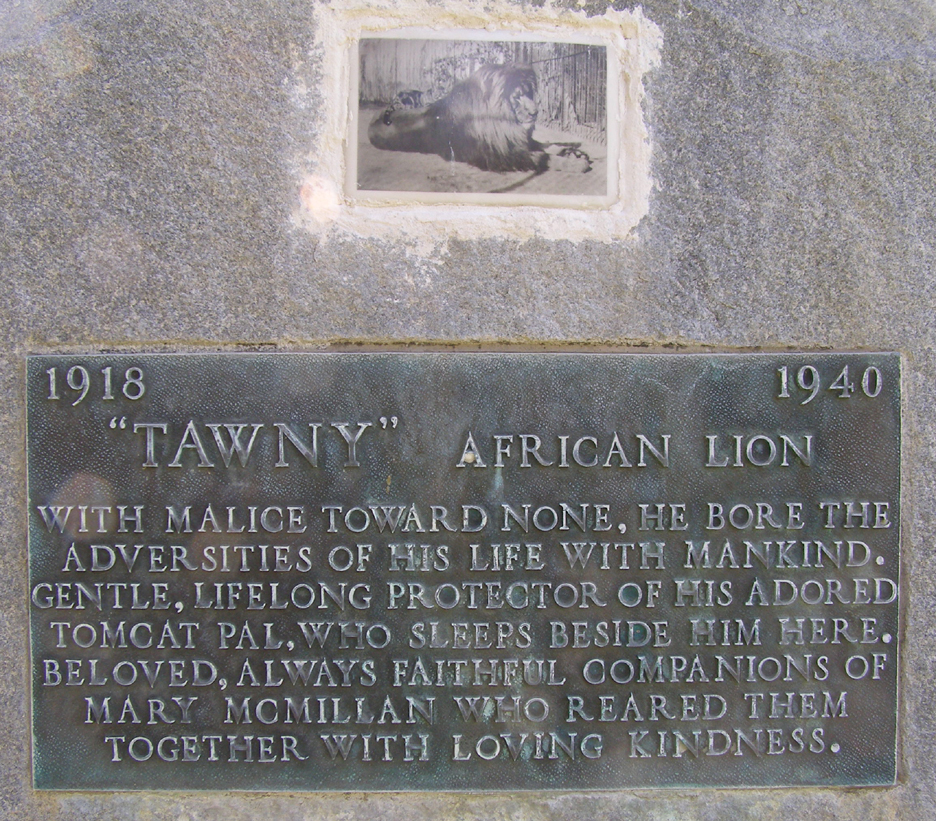 1918 1940
"TAWNY" AFRICAN LION
WITH MALICE TOWARD NONE, HE BORE THE
ADVERSITIES OF HIS LIFE WITH MANKIND.
GENTLE, LIFELONG PROTECTOR OF HIS ADORED
TOMCAT PAL, WHO SLEEPS BESIDE HIM HERE.
BELOVED, ALWAYS FAITHFUL COMPANIONS OF
MARY MCMILLAN WHO REARED THEM
TOGETHER WITH LOVING KINDNESS.